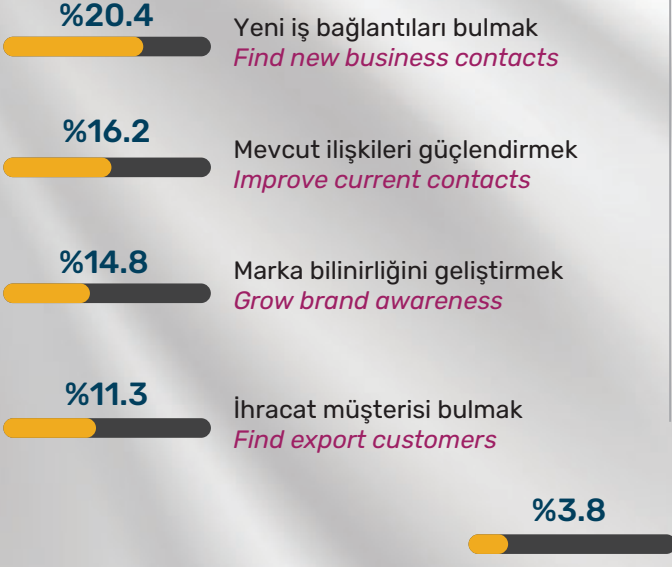 %20.4
Yeni iş bağlantıları bulmak
Find new business contacts
%16.2
Mevcut ilişkileri güçlendirmek
Improve current contacts
%14.8
Marka bilinirliğini geliştirmek
Grow brand awareness
%11.3
İhracat müşterisi bulmak
Find export customers
%3.8